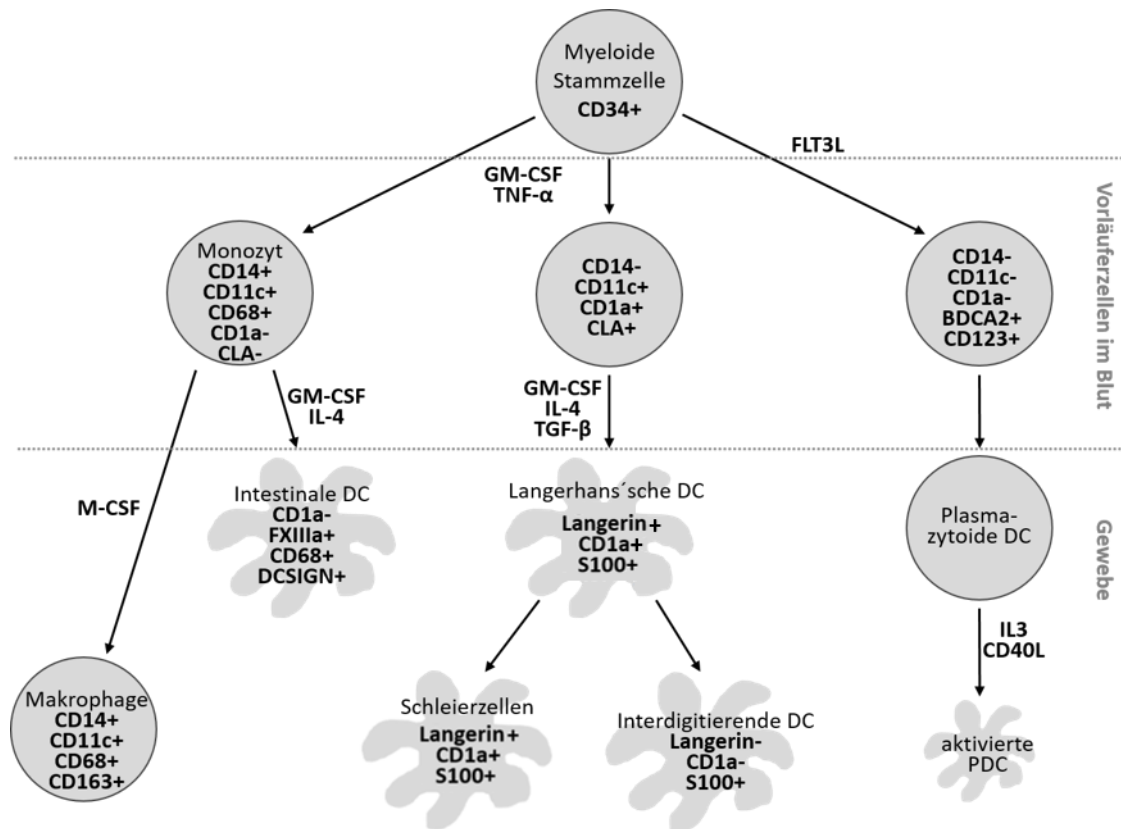 Myeloide
Stammzelle
CD34+
FLT3L
GM-CSF
TNF-α
Vorläuferzellen im Blut
Monozyt
CD14+
CD11c+
CD68+
CD1a-
CLA-
CD14-
CD11c+
CD1a+
CLA+
CD14-
CD11c-
CD1a-
BDCA2+
CD123+
GM-CSF
IL-4
GM-CSF
IL-4
TGF-β
M-CSF
Intestinale DC
CD1a-
FXIIIa+
CD68+
DCSIGN+
Langerhans´sche DC
Langerin+
CD1a+
S100+
Plasma-
zytoide DC
Gewebe
IL3
CD40L
Makrophage
CD14+
CD11c+
CD68+
CD163+
Schleierzellen
Langerin+
CD1a+
S100+
Interdigitierende DC
Langerin-
CD1a-
S100+
aktivierte
PDC